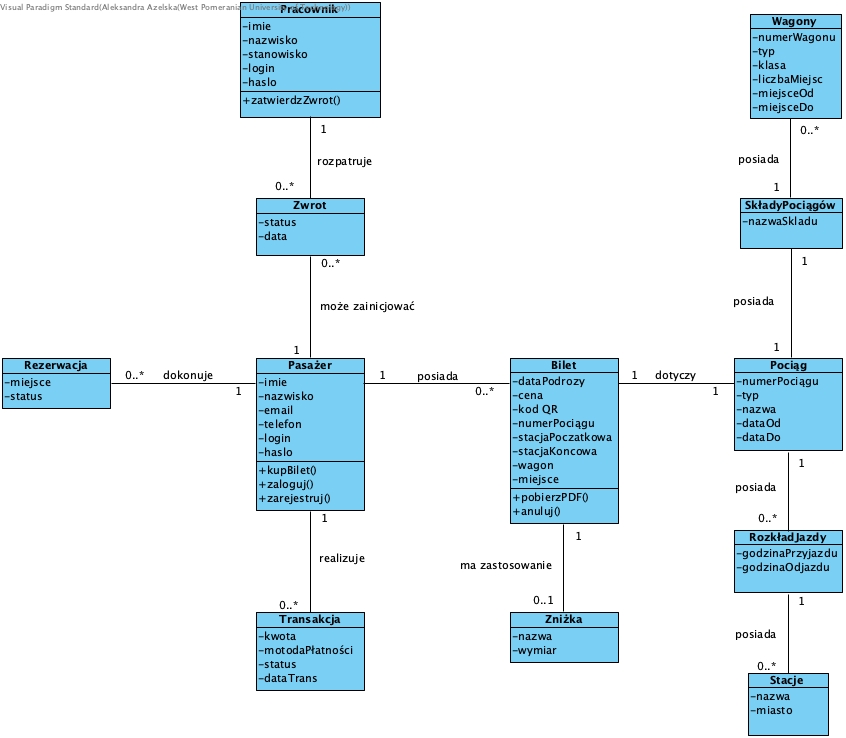 Visual Paradigm Standard(Aleksandra Azelska(West Pomeranian University of Technology))
Pracownik
-imie
-nazwisko
-stanowisko
-login
-haslo
+zatwierdzZwrot()
1
rozpatruje
0..*
Zwrot
-status
-data
0..*
może zainicjować
1
Wagony
-numerWagonu
-typ
-klasa
-liczbaMiejsc
-miejsceOd
-miejsceDo
0..*
posiada
1
SkładyPociągów
-nazwaSkladu
1
posiada
1
Rezerwacja
-miejsce
-status
0..*
dokonuje
1
Pasażer
-imie
-nazwisko
-email
-telefon
-login
-haslo
+kupBilet()
+zaloguj()
+zarejestruj()
1
posiada
0..*
Bilet
-dataPodrozy
-cena
-kod QR
-numerPociągu
-stacjaPoczatkowa
-stacjaKoncowa
-wagon
-miejsce
+pobierzPDF()
+anuluj()
1
dotyczy
1
Pociąg
-numerPociągu
-typ
-nazwa
-dataOd
-dataDo
1
posiada
0..*
RozkładJazdy
-godzinaPrzyjazdu
-godzinaOdjazdu
1
posiada
0..*
Stacje
-nazwa
-miasto
1
realizuje
0..*
Transakcja
-kwota
-motodaPłatności
-status
-dataTrans
1
ma zastosowanie
0..1
Zniżka
-nazwa
-wymiar